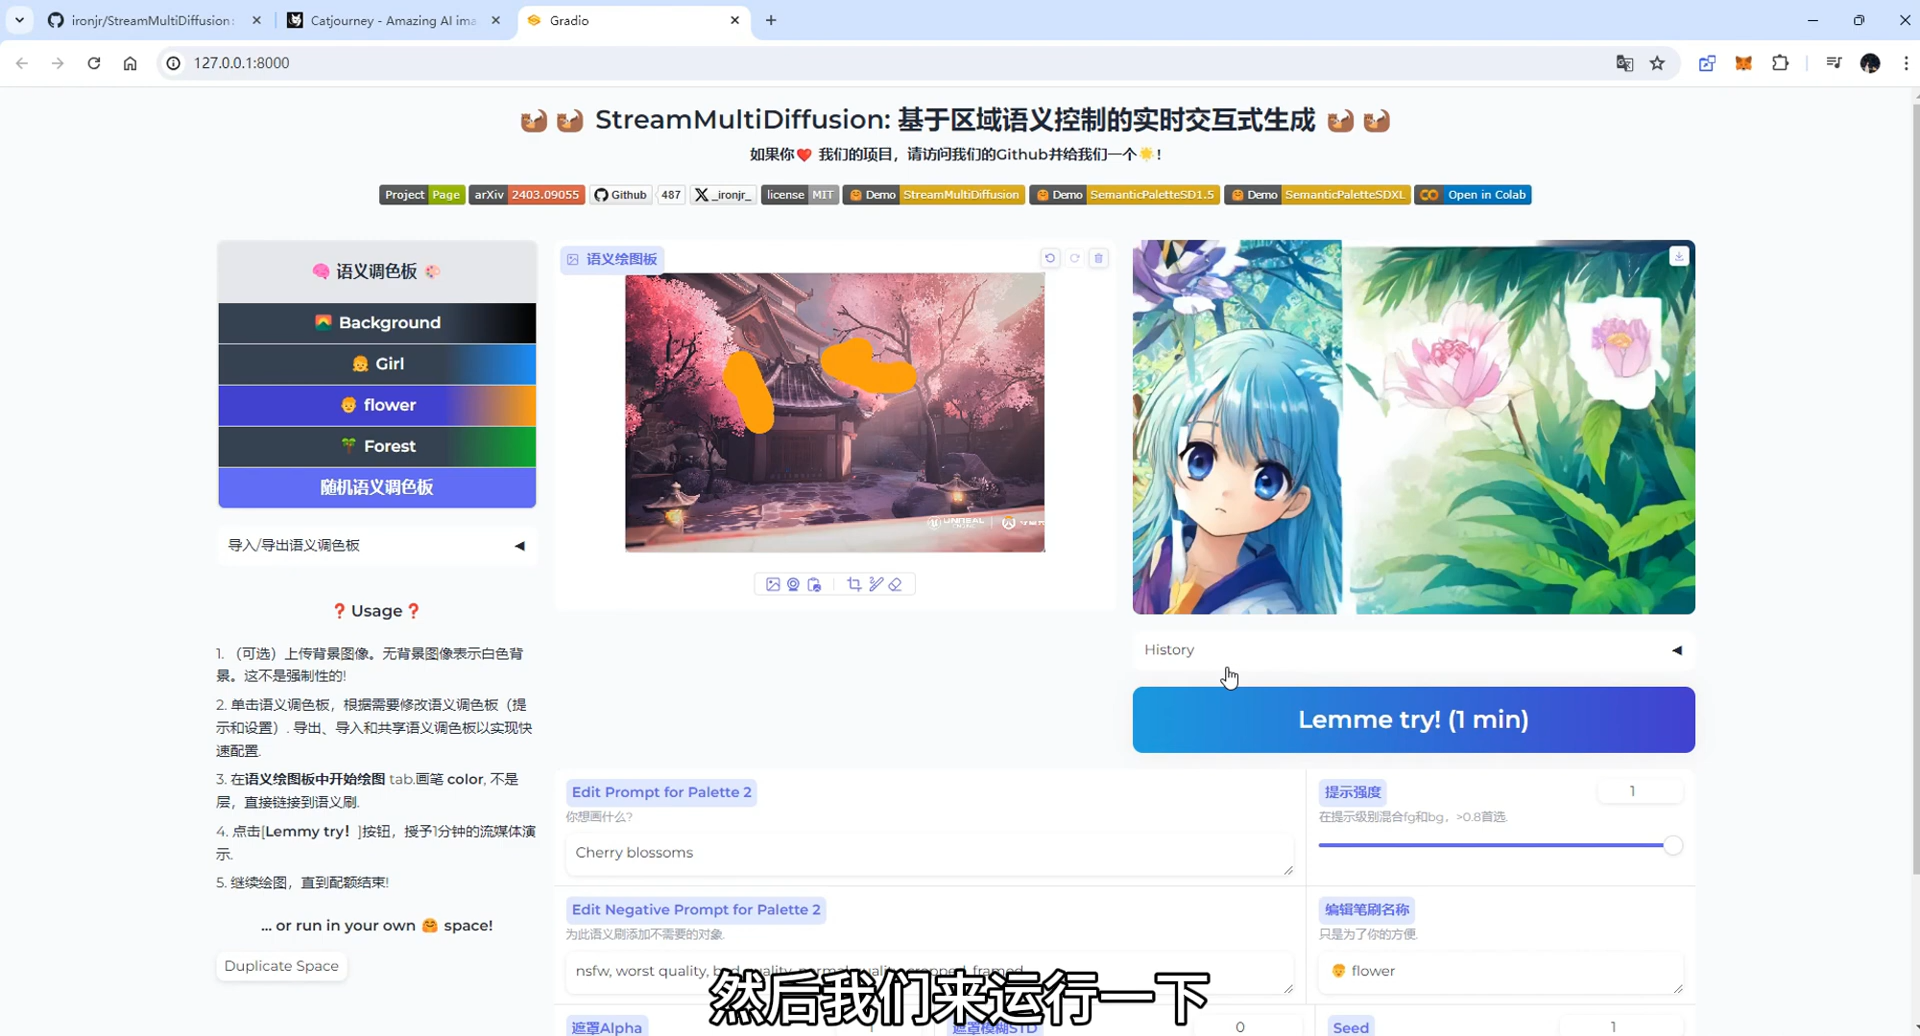 ironjr/StreamMultiDiffusion:
Catjourney - Amazing AI ima
Gradio
127.0.0.1:8000
StreamMultiDiffusion: 基于区域语义控制的实时交互式生成
如果你❤️ 我们的项目，请访问我们的Github并给我们一个🌟！
Project Page
arXiv 2403.09055
Github 487
X _ironjr_
license MIT
Demo StreamMultiDiffusion
Demo SemanticPaletteSD1.5
Demo SemanticPaletteSDXL
Open in Colab
🧠 语义调色板 🎨
Background
Girl
flower
Forest
随机语义调色板
导入/导出语义调色板
❓ Usage ❓
1. （可选）上传背景图像。无背景图像表示白色背
景。这不是强制性的!
2. 单击语义调色板，根据需要修改语义调色板（提
示和设置）. 导出、导入和共享语义调色板以实现快
速配置.
3. 在语义绘图板中开始绘图 tab.画笔 color, 不是
层，直接链接到语义刷.
4. 点击[Lemmy try！]按钮，授予1分钟的流媒体演
示.
5. 继续绘图，直到配额结束!
... or run in your own 🤗 space!
Duplicate Space
语义绘图板
UNREAL
History
Lemme try! (1 min)
Edit Prompt for Palette 2
你想画什么?
Cherry blossoms
提示强度
1
在提示级别混合fg和bg，>0.8首选.
Edit Negative Prompt for Palette 2
为此语义刷添加不需要的对象.
nsfw, worst quality, bad quality, normal quality, cropped, framed
编辑笔刷名称
只是为了你的方便.
flower
然后我们来运行一下
遮罩Alpha
1
遮罩模糊STD
0
Seed
1